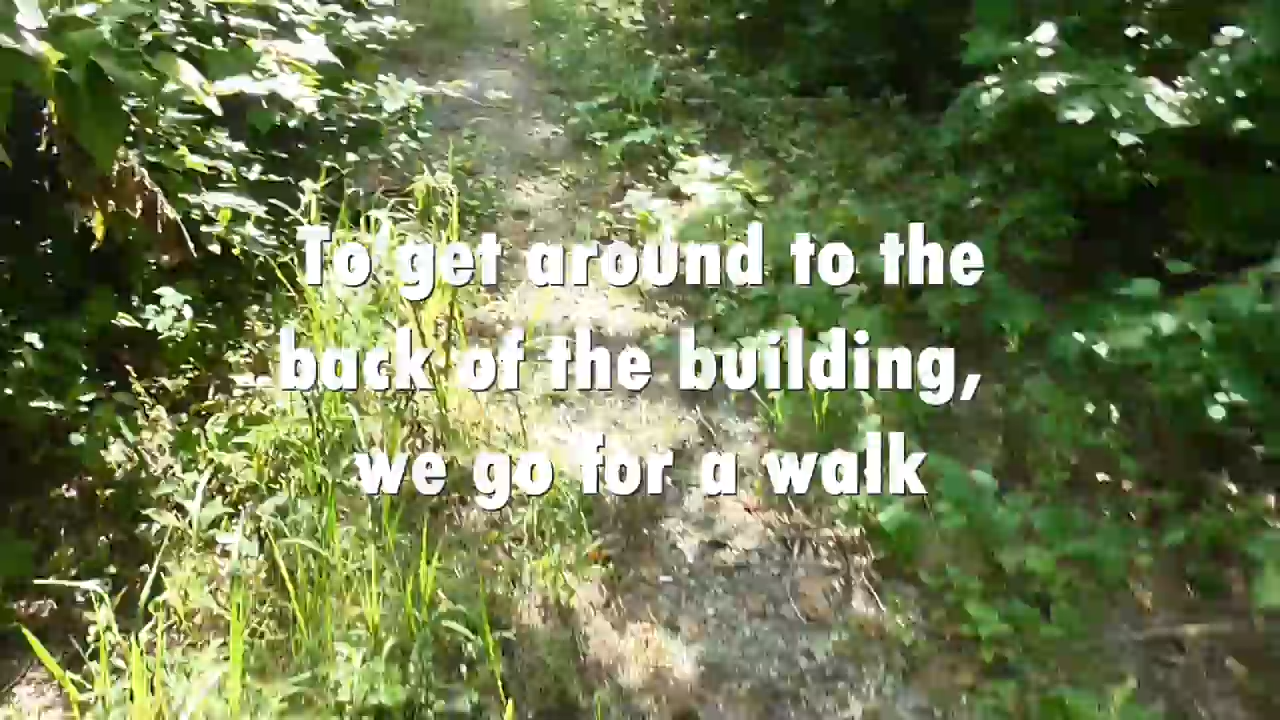 To get around to the
back of the building,
we go for a walk